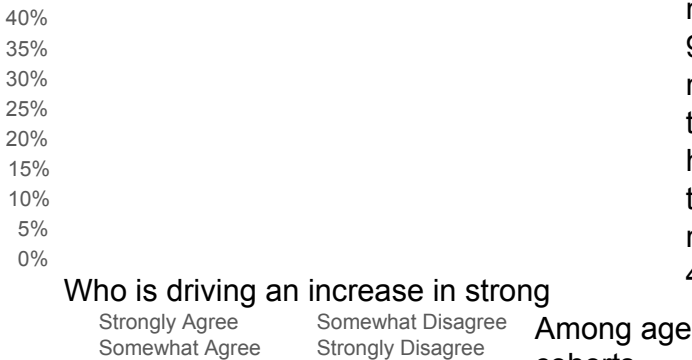 40%
35%
30%
25%
20%
15%
10%
5%
0%
Who is driving an increase in strong
Strongly Agree
Somewhat Disagree
Somewhat Agree
Strongly Disagree
Among age